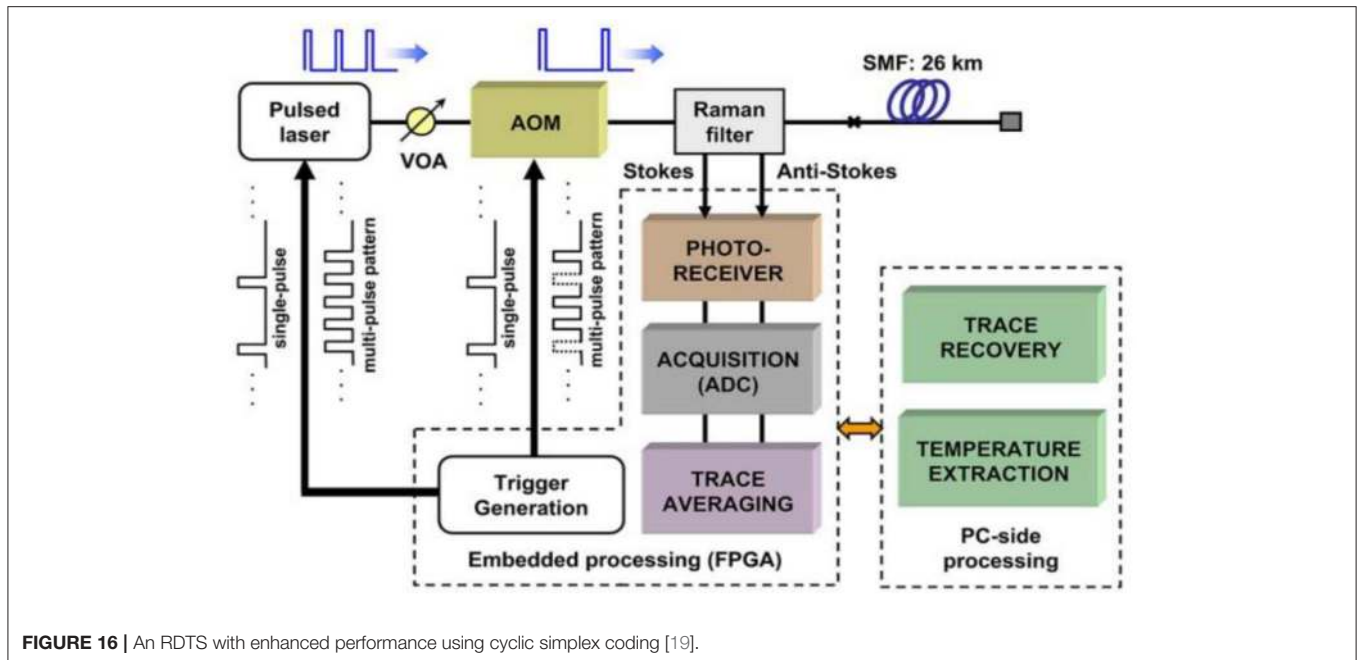 SMF: 26 km
Pulsed
laser
VOA
AOM
Raman
filter
Stokes
Anti-Stokes
single-pulse
multi-pulse pattern
single-pulse
multi-pulse pattern
PHOTO-
RECEIVER
ACQUISITION
(ADC)
TRACE
AVERAGING
Trigger
Generation
Embedded processing (FPGA)
TRACE
RECOVERY
TEMPERATURE
EXTRACTION
PC-side
processing
FIGURE 16 | An RDTS with enhanced performance using cyclic simplex coding [19].